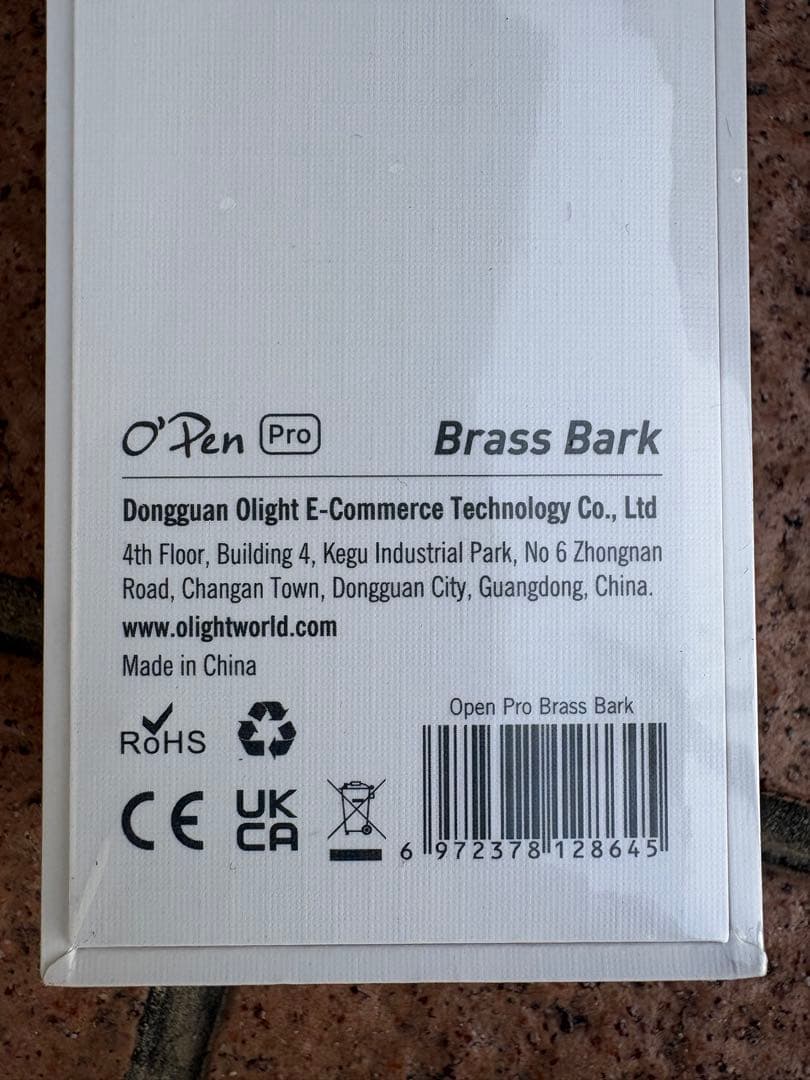 O'Pen Pro Brass Bark
Dongguan Olight E-Commerce Technology Co., Ltd
4th Floor, Building 4, Kegu Industrial Park, No 6 Zhongnan
Road, Changan Town, Dongguan City, Guangdong, China.
www.olightworld.com
Made in China
RoHS
CE
UK
CA
Open Pro Brass Bark
6 972378 128645